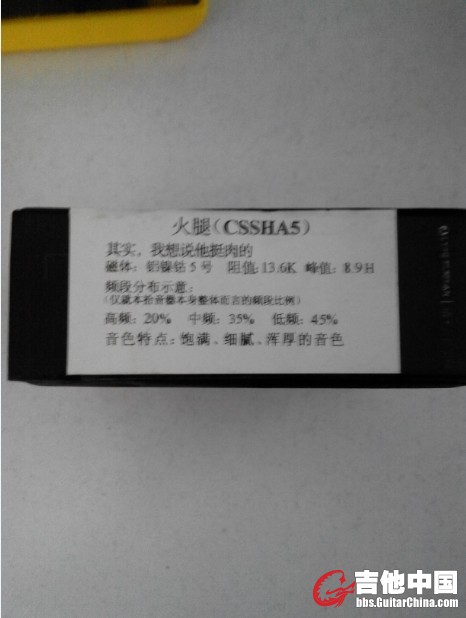 火腿(CSSHA5)
其实，我想说他挺肉的
磁体：铝镍钴5号 阻值:13.6K 峰值:8.9H
频段分布示意：
(仅就本拾音器本身整体而言的频段比例)
高频：20% 中频：35% 低频：45%
音色特点：饱满、细腻、浑厚的音色
吉他中国
bbs.GuitarChina.com